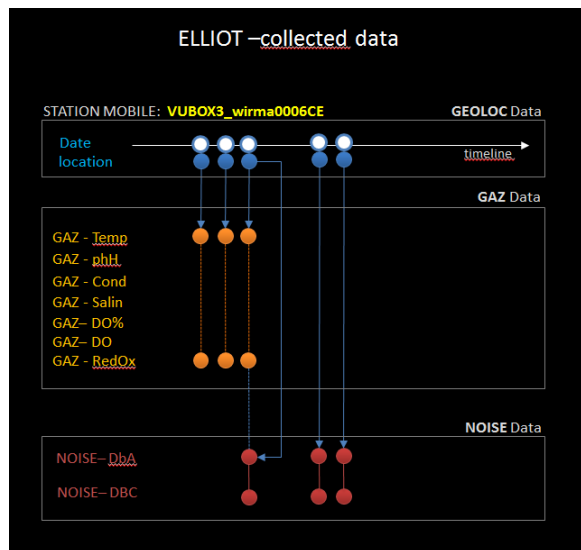 ELLIOT –collected data
STATION MOBILE: VUBOX3_wirma0006CE
GEOLOC Data
Date
location
timeline
GAZ Data
GAZ - Temp
GAZ - phH
GAZ - Cond
GAZ - Salin
GAZ– DO%
GAZ– DO
GAZ - RedOx
NOISE Data
NOISE– DbA
NOISE– DBC